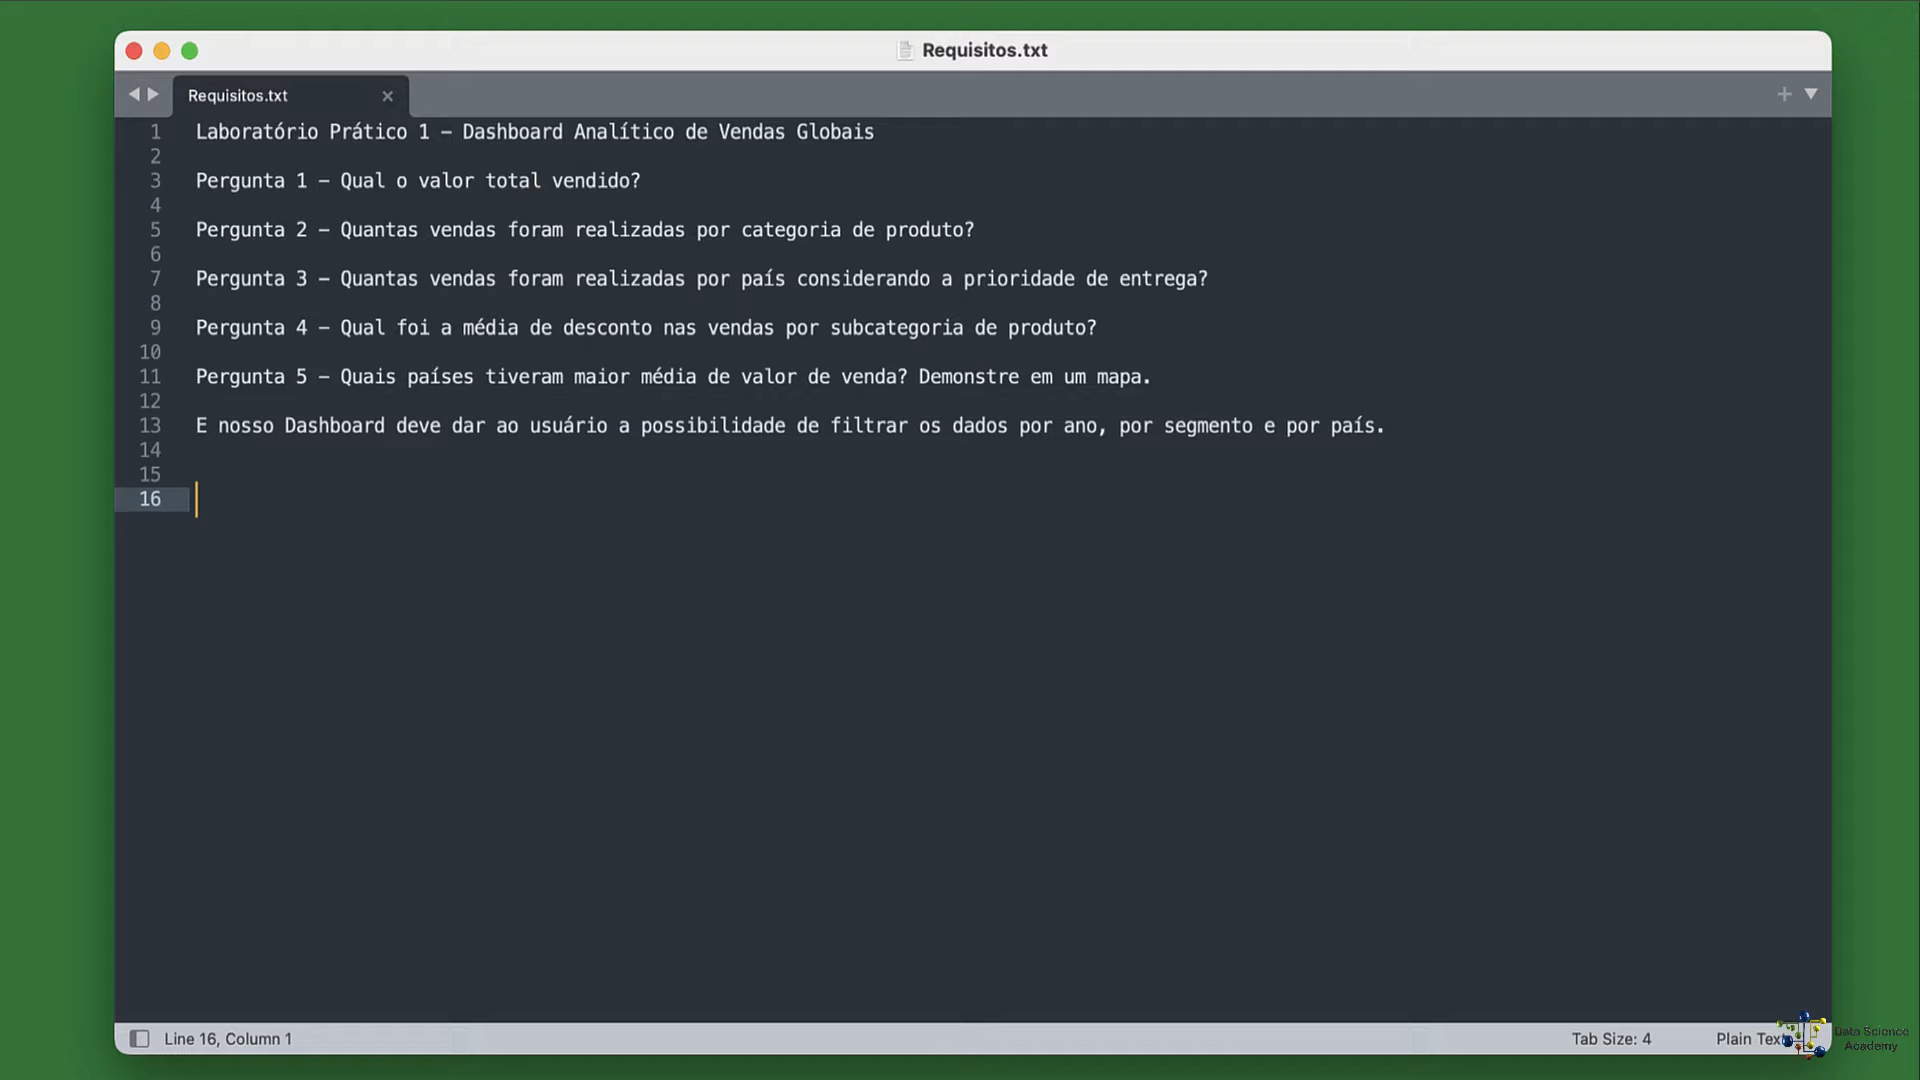 Requisitos.txt
Requisitos.txt
1 Laboratório Prático 1 – Dashboard Analítico de Vendas Globais
2
3 Pergunta 1 – Qual o valor total vendido?
4
5 Pergunta 2 – Quantas vendas foram realizadas por categoria de produto?
6
7 Pergunta 3 – Quantas vendas foram realizadas por país considerando a prioridade de entrega?
8
9 Pergunta 4 – Qual foi a média de desconto nas vendas por subcategoria de produto?
10
11 Pergunta 5 – Quais países tiveram maior média de valor de venda? Demonstre em um mapa.
12
13 E nosso Dashboard deve dar ao usuário a possibilidade de filtrar os dados por ano, por segmento e por país.
14
15
16
Line 16, Column 1
Tab Size: 4
Plain Text
Data Science
Academy